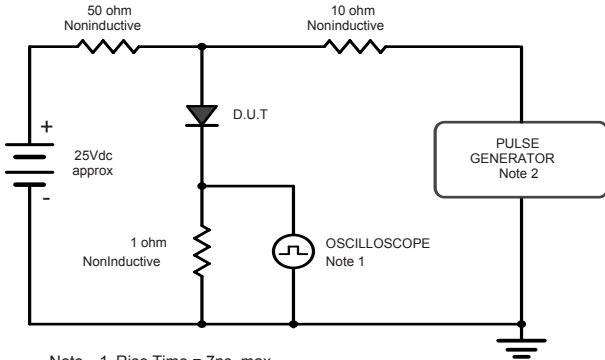 50 ohm
Noninductive
10 ohm
Noninductive
D.U.T
+
25Vdc
approx
-
PULSE
GENERATOR
Note 2
1 ohm
NonInductive
OSCILLOSCOPE
Note 1